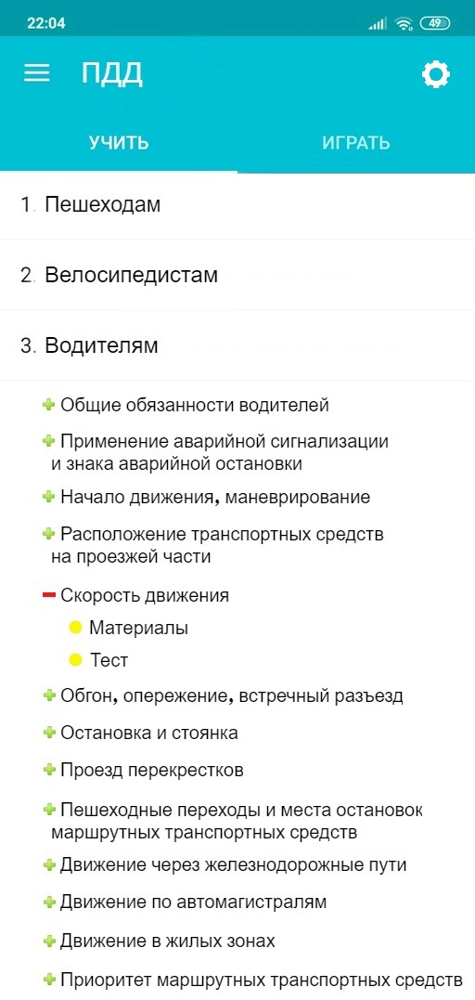 22:04
49
ПДД
УЧИТЬ
ИГРАТЬ
1. Пешеходам
2. Велосипедистам
3. Водителям
Общие обязанности водителей
Применение аварийной сигнализации
и знака аварийной остановки
Начало движения, маневрирование
Расположение транспортных средств
на проезжей части
Скорость движения
Материалы
Тест
Обгон, опережение, встречный разъезд
Остановка и стоянка
Проезд перекрестков
Пешеходные переходы и места остановок
маршрутных транспортных средств
Движение через железнодорожные пути
Движение по автомагистралям
Движение в жилых зонах
Приоритет маршрутных транспортных средств